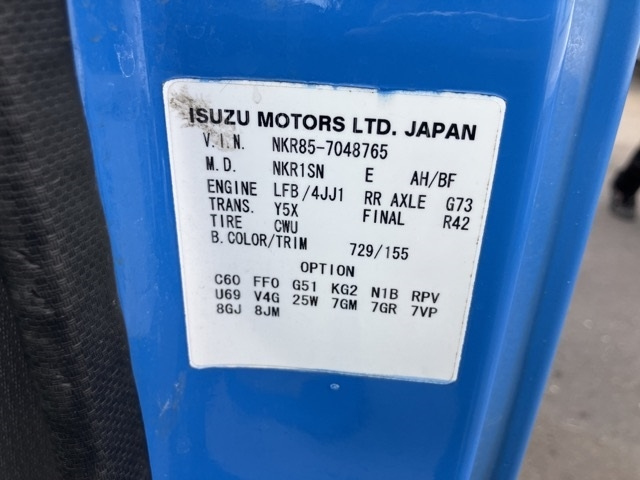 ISUZU MOTORS LTD. JAPAN
V.I.N. NKR85-7048765
M.D. NKR1SN E AH/BF
ENGINE LFB/4JJ1 RR AXLE G73
TRANS. Y5X FINAL R42
TIRE CWU
B.COLOR/TRIM 729/155
OPTION
C60 FF0 G51 KG2 N1B RPV
U69 V4G 25W 7GM 7GR 7VP
8GJ 8JM